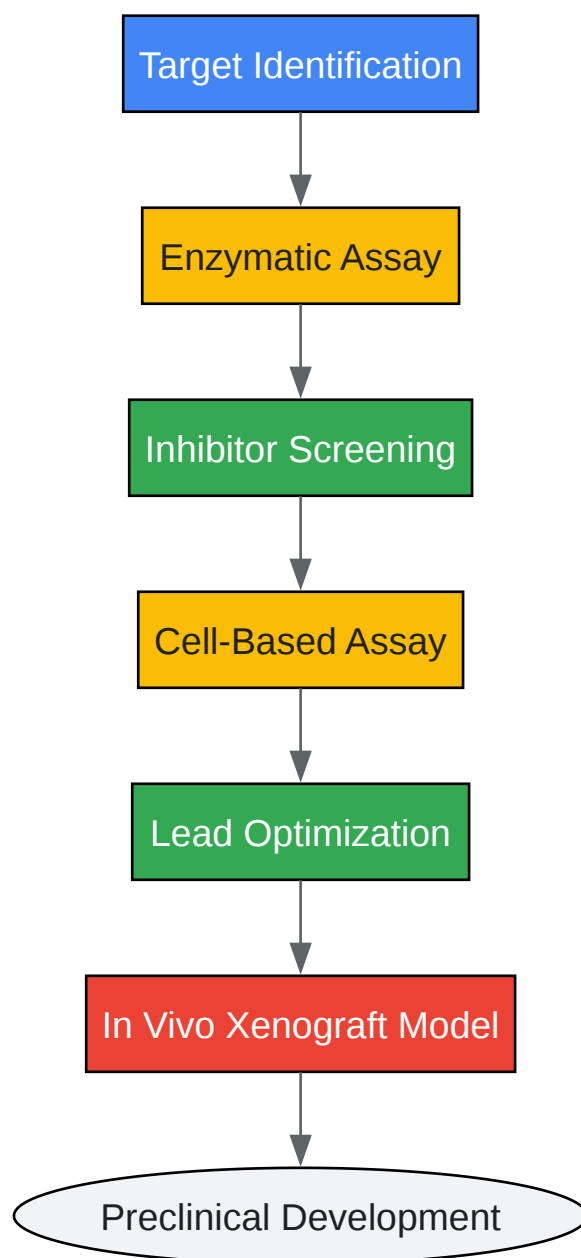 Target Identification
Enzymatic Assay
Inhibitor Screening
Cell-Based Assay
Lead Optimization
In Vivo Xenograft Model
Preclinical Development